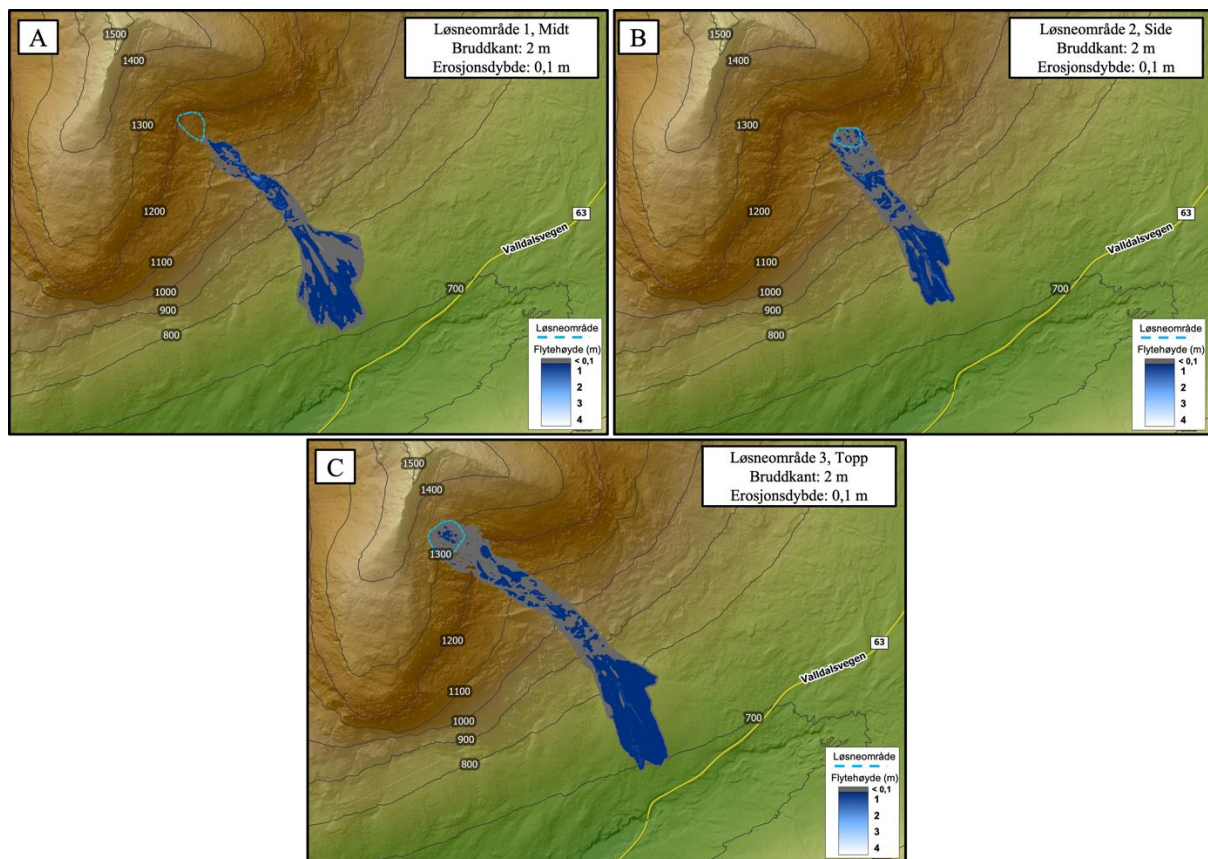 A
Løsneområde 1, Midt
Bruddkant: 2 m
Erosjonsdybde: 0,1 m
1500
1400
1300
1200
1100
1000
900
800
700
63
Valldalsvegen
Løsneområde
Flytehøyde (m)
< 0,1
1
2
3
4
B
Løsneområde 2, Side
Bruddkant: 2 m
Erosjonsdybde: 0,1 m
1500
1400
1300
1200
1100
1000
900
800
700
63
Valldalsvegen
Løsneområde
Flytehøyde (m)
< 0,1
1
2
3
4
C
Løsneområde 3, Topp
Bruddkant: 2 m
Erosjonsdybde: 0,1 m
1500
1400
1300
1200
1100
1000
900
800
700
63
Valldalsvegen
Løsneområde
Flytehøyde (m)
< 0,1
1
2
3
4